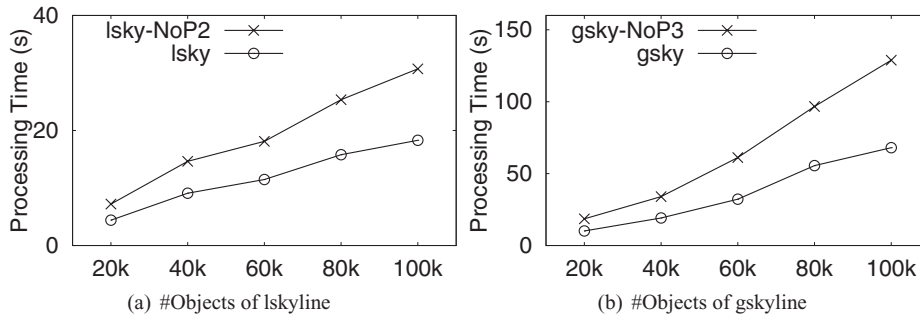 40
20
0
Processing Time (s)
lsky-NoP2
lsky
20k 40k 60k 80k 100k
(a) #Objects of lskyline
150
100
50
0
Processing Time (s)
gsky-NoP3
gsky
20k 40k 60k 80k 100k
(b) #Objects of gskyline